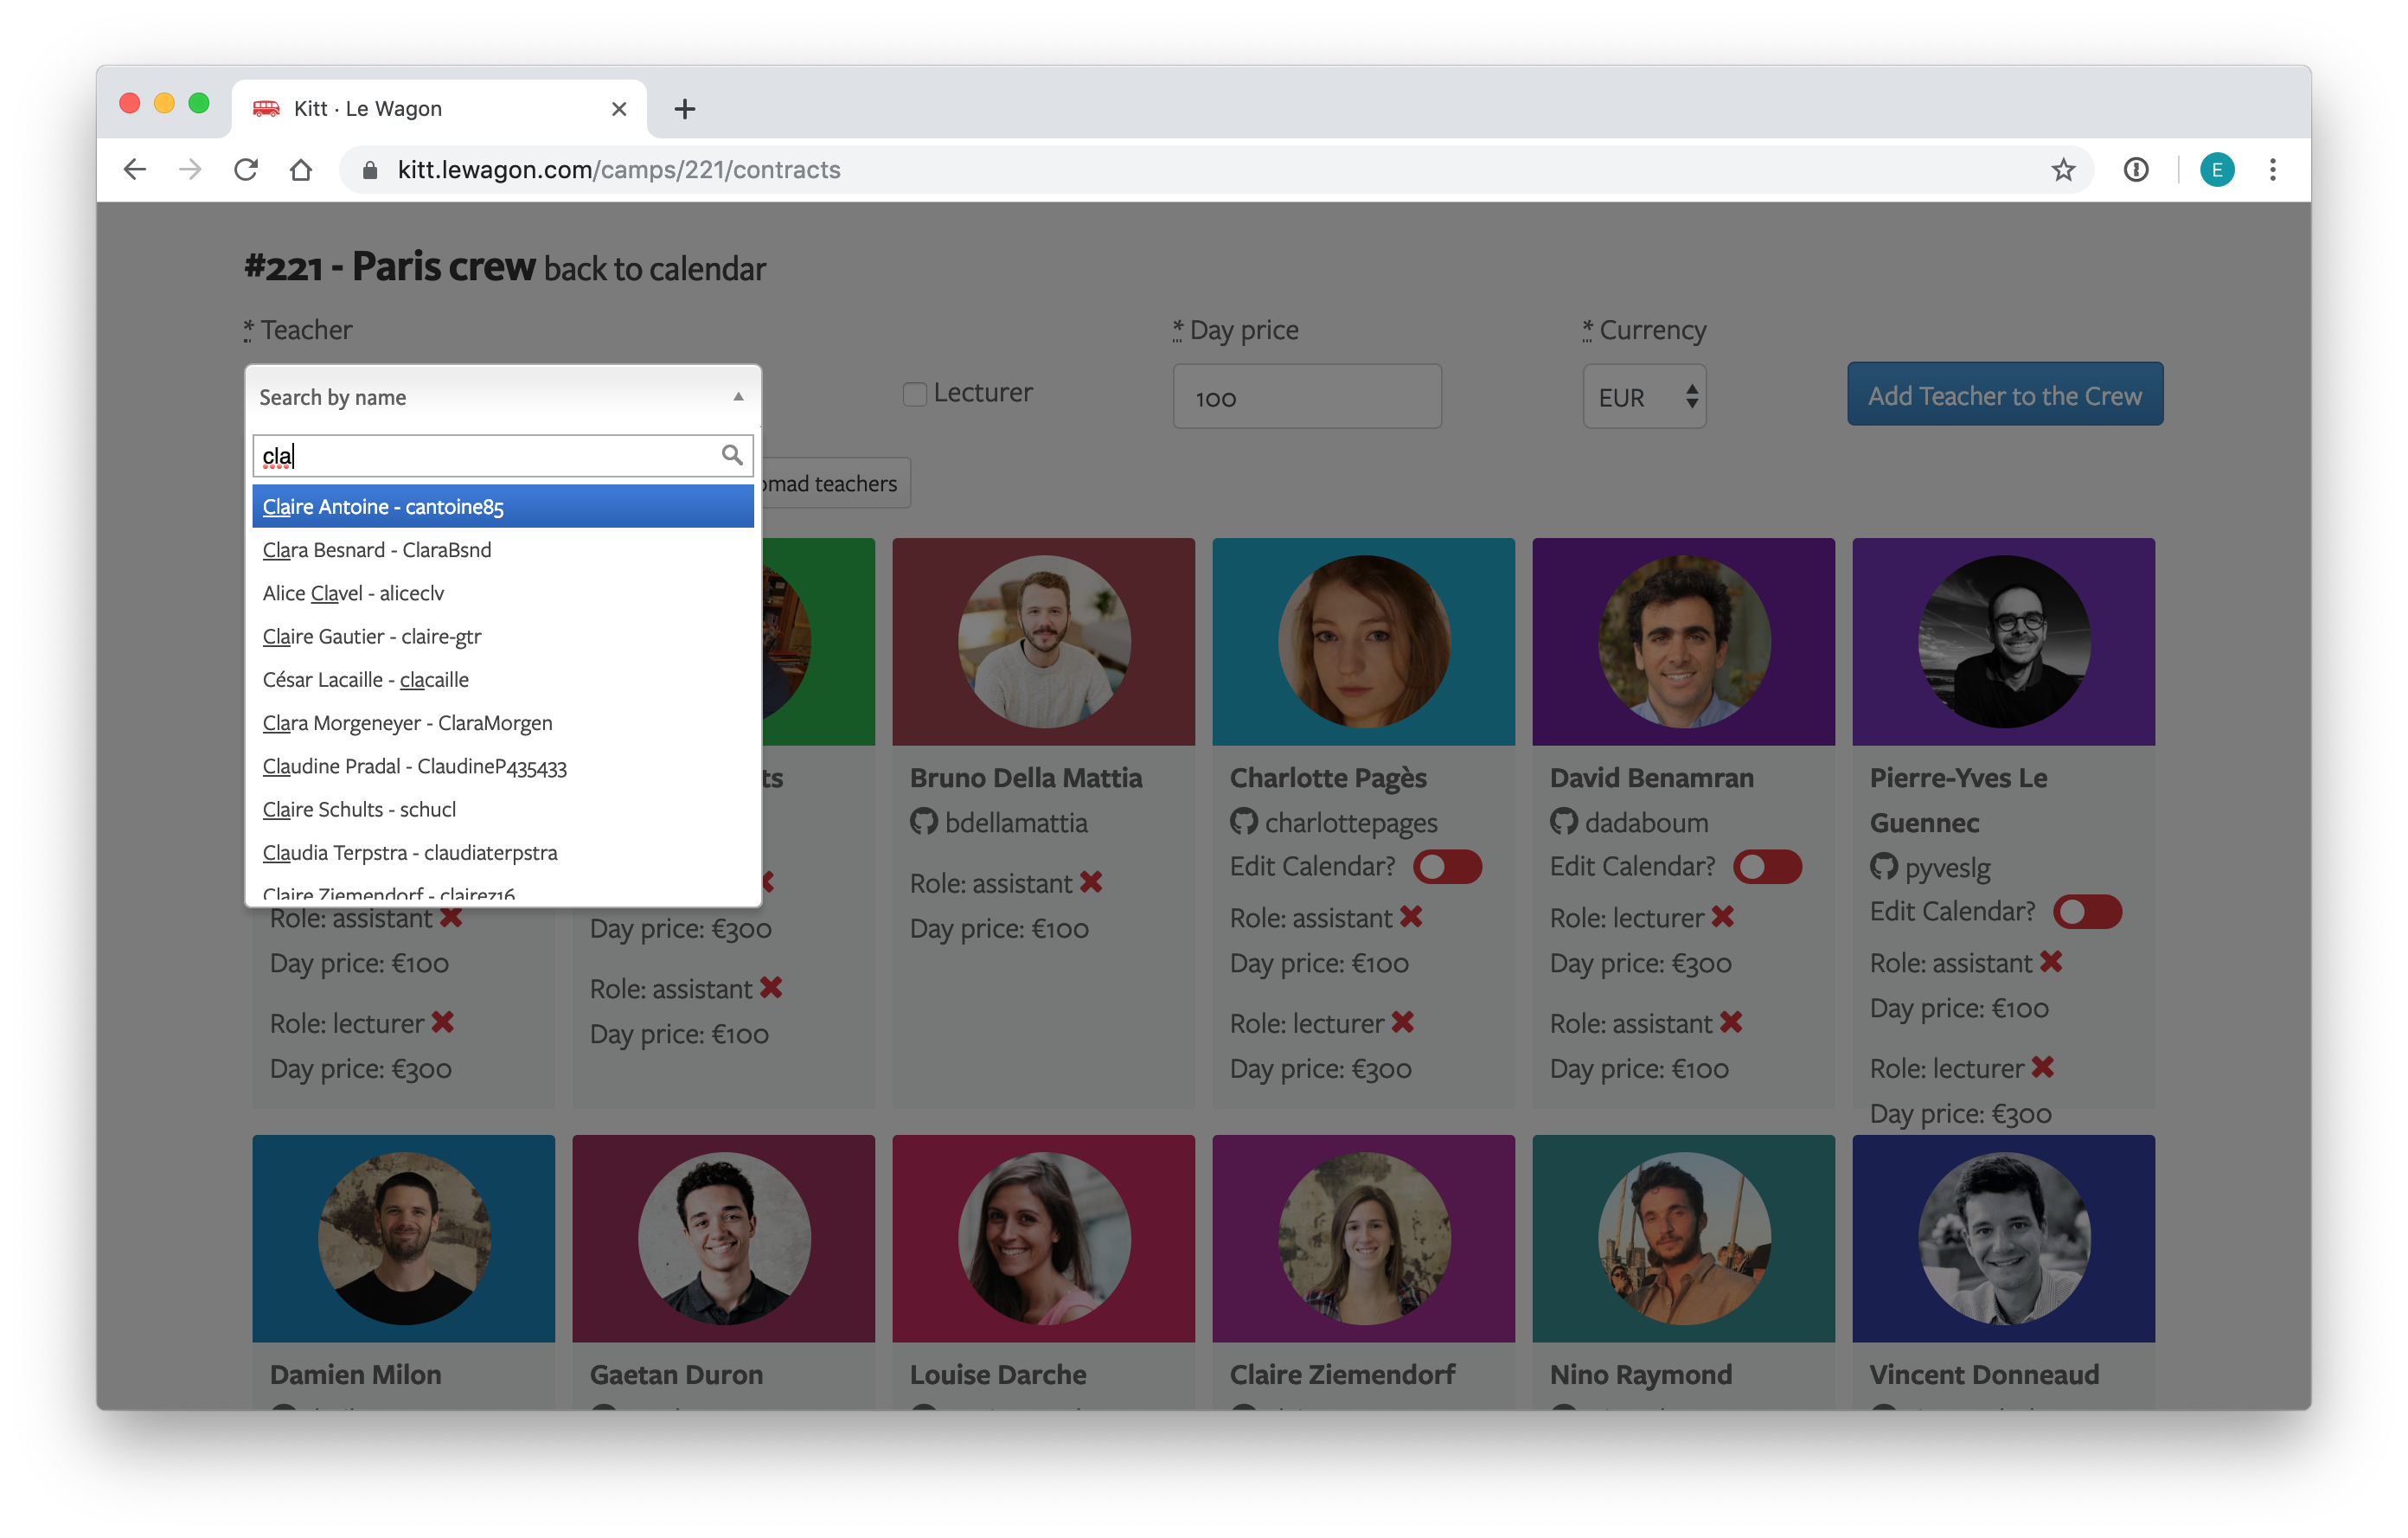 Kitt · Le Wagon
kitt.lewagon.com/camps/221/contracts
E
#221 - Paris crew back to calendar
* Teacher
* Day price
* Currency
Search by name
Lecturer
100
EUR
Add Teacher to the Crew
cla
teachers
Claire Antoine - cantoine85
Clara Besnard - ClaraBsnd
Alice Clavel - aliceclv
Claire Gautier - claire-gtr
César Lacaille - clacaille
Clara Morgeneyer - ClaraMorgen
Claudine Pradal - ClaudineP435433
Claire Schults - schucl
Claudia Terpstra - claudiaterpstra
Claire Ziemendorf - clairez16
Role: assistant
Day price: €100
Role: lecturer
Day price: €300
Day price: €300
Role: assistant
Day price: €100
Bruno Della Mattia
bdellamattia
Role: assistant
Day price: €100
Charlotte Pagès
charlottepages
Edit Calendar?
Role: assistant
Day price: €100
Role: lecturer
Day price: €300
David Benamran
dadaboum
Edit Calendar?
Role: lecturer
Day price: €300
Role: assistant
Day price: €100
Pierre-Yves Le
Guennec
pyveslg
Edit Calendar?
Role: assistant
Day price: €100
Role: lecturer
Day price: €300
Damien Milon
Gaetan Duron
Louise Darche
Claire Ziemendorf
Nino Raymond
Vincent Donneaud